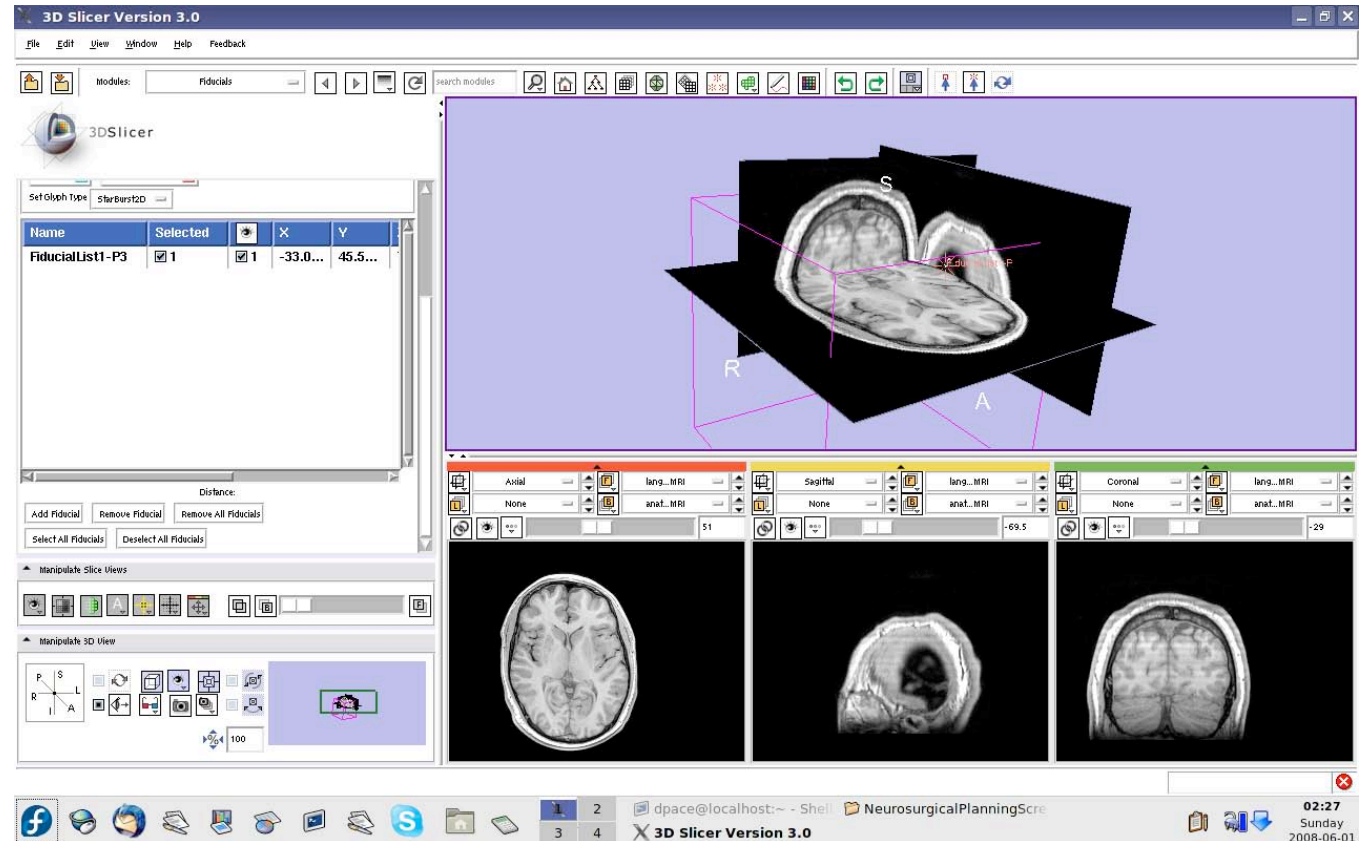 3D Slicer Version 3.0
File Edit View Window Help Feedback
Modules: Fiducials search modules
3DSlicer
Set Glyph Type StarBurst2D
Name Selected X Y
FiducialList1-P3 1 1 -33.0... 45.5...
Distance:
Add Fiducial Remove Fiducial Remove All Fiducials
Select All Fiducials Deselect All Fiducials
Manipulate Slice Views
Manipulate 3D View
P S
R L
I A
100
S
R
A
Axial F lang...MRI
L None B anat...MRI
51
Sagittal F lang...MRI
L None B anat...MRI
-69.5
Coronal F lang...MRI
L None B anat...MRI
-29
1 2
3 4
dpace@localhost:~ - Shell NeurosurgicalPlanningScre
3D Slicer Version 3.0
02:27
Sunday
2008-06-01